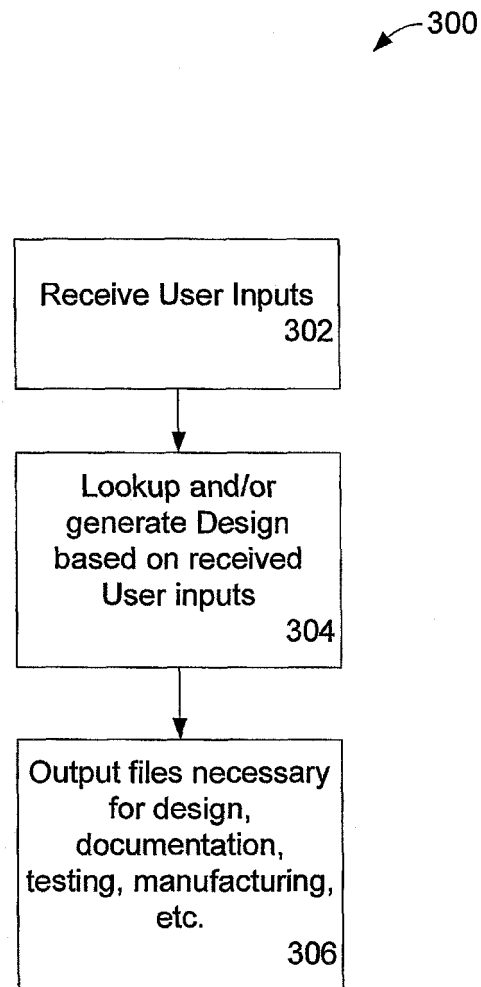 300
Receive User Inputs
302
Lookup and/or
generate Design
based on received
User inputs
304
Output files necessary
for design,
documentation,
testing, manufacturing,
etc.
306